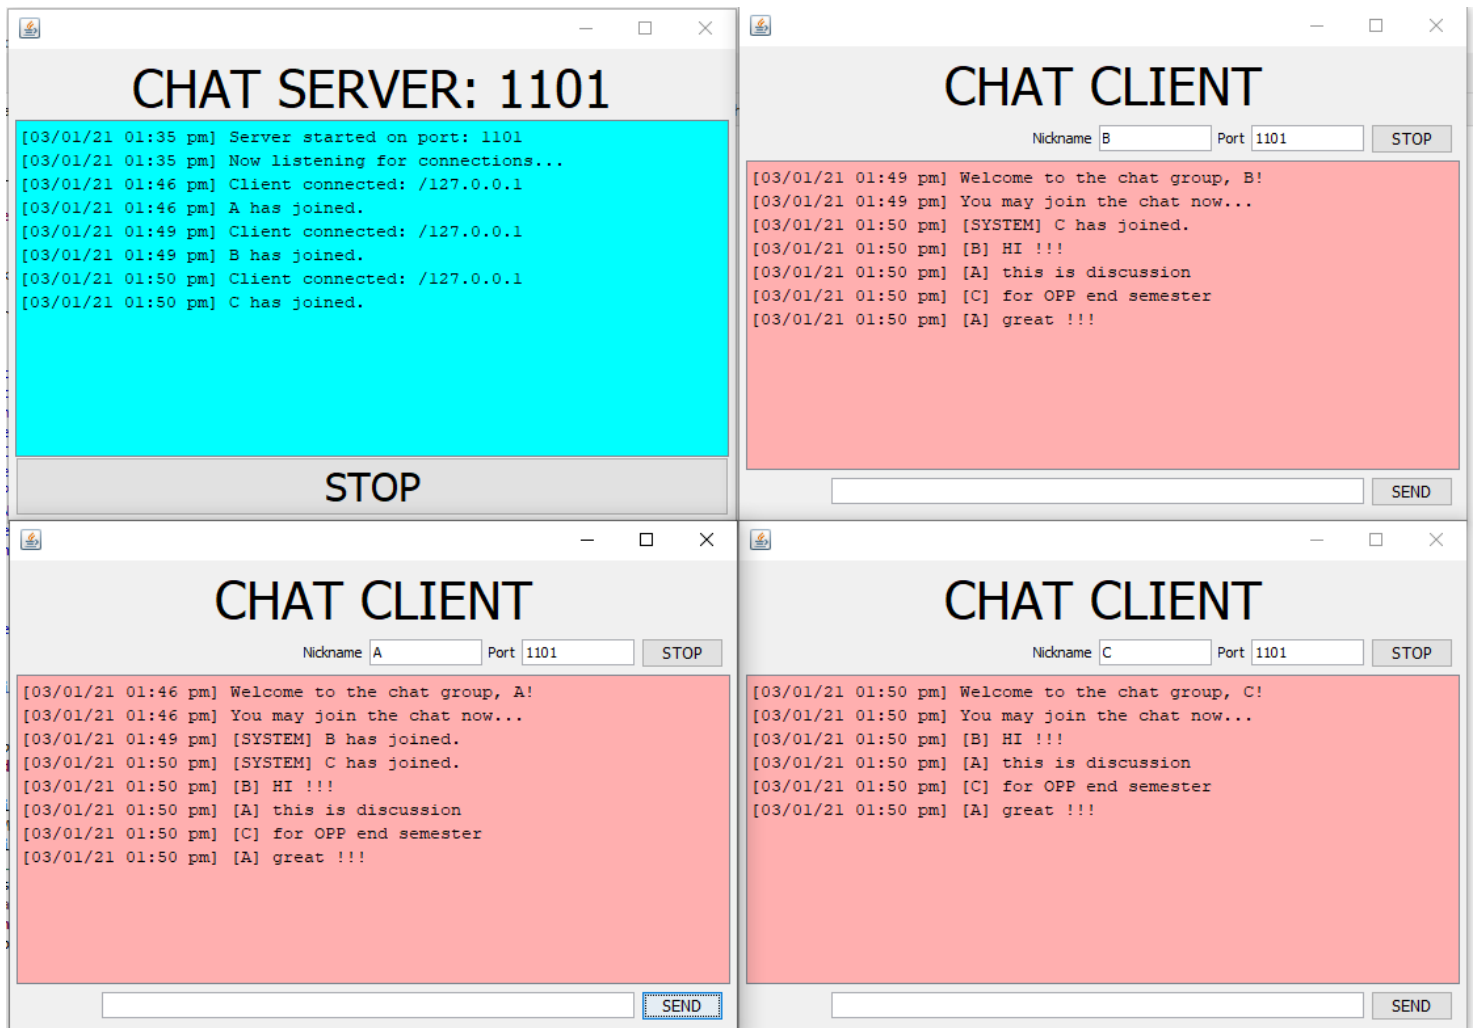 CHAT SERVER: 1101
[03/01/21 01:35 pm] Server started on port: 1101
[03/01/21 01:35 pm] Now listening for connections...
[03/01/21 01:46 pm] Client connected: /127.0.0.1
[03/01/21 01:46 pm] A has joined.
[03/01/21 01:49 pm] Client connected: /127.0.0.1
[03/01/21 01:49 pm] B has joined.
[03/01/21 01:50 pm] Client connected: /127.0.0.1
[03/01/21 01:50 pm] C has joined.
STOP
CHAT CLIENT
Nickname B Port 1101 STOP
[03/01/21 01:49 pm] Welcome to the chat group, B!
[03/01/21 01:49 pm] You may join the chat now...
[03/01/21 01:50 pm] [SYSTEM] C has joined.
[03/01/21 01:50 pm] [B] HI !!!
[03/01/21 01:50 pm] [A] this is discussion
[03/01/21 01:50 pm] [C] for OPP end semester
[03/01/21 01:50 pm] [A] great !!!
SEND
CHAT CLIENT
Nickname A Port 1101 STOP
[03/01/21 01:46 pm] Welcome to the chat group, A!
[03/01/21 01:46 pm] You may join the chat now...
[03/01/21 01:49 pm] [SYSTEM] B has joined.
[03/01/21 01:50 pm] [SYSTEM] C has joined.
[03/01/21 01:50 pm] [B] HI !!!
[03/01/21 01:50 pm] [A] this is discussion
[03/01/21 01:50 pm] [C] for OPP end semester
[03/01/21 01:50 pm] [A] great !!!
SEND
CHAT CLIENT
Nickname C Port 1101 STOP
[03/01/21 01:50 pm] Welcome to the chat group, C!
[03/01/21 01:50 pm] You may join the chat now...
[03/01/21 01:50 pm] [B] HI !!!
[03/01/21 01:50 pm] [A] this is discussion
[03/01/21 01:50 pm] [C] for OPP end semester
[03/01/21 01:50 pm] [A] great !!!
SEND